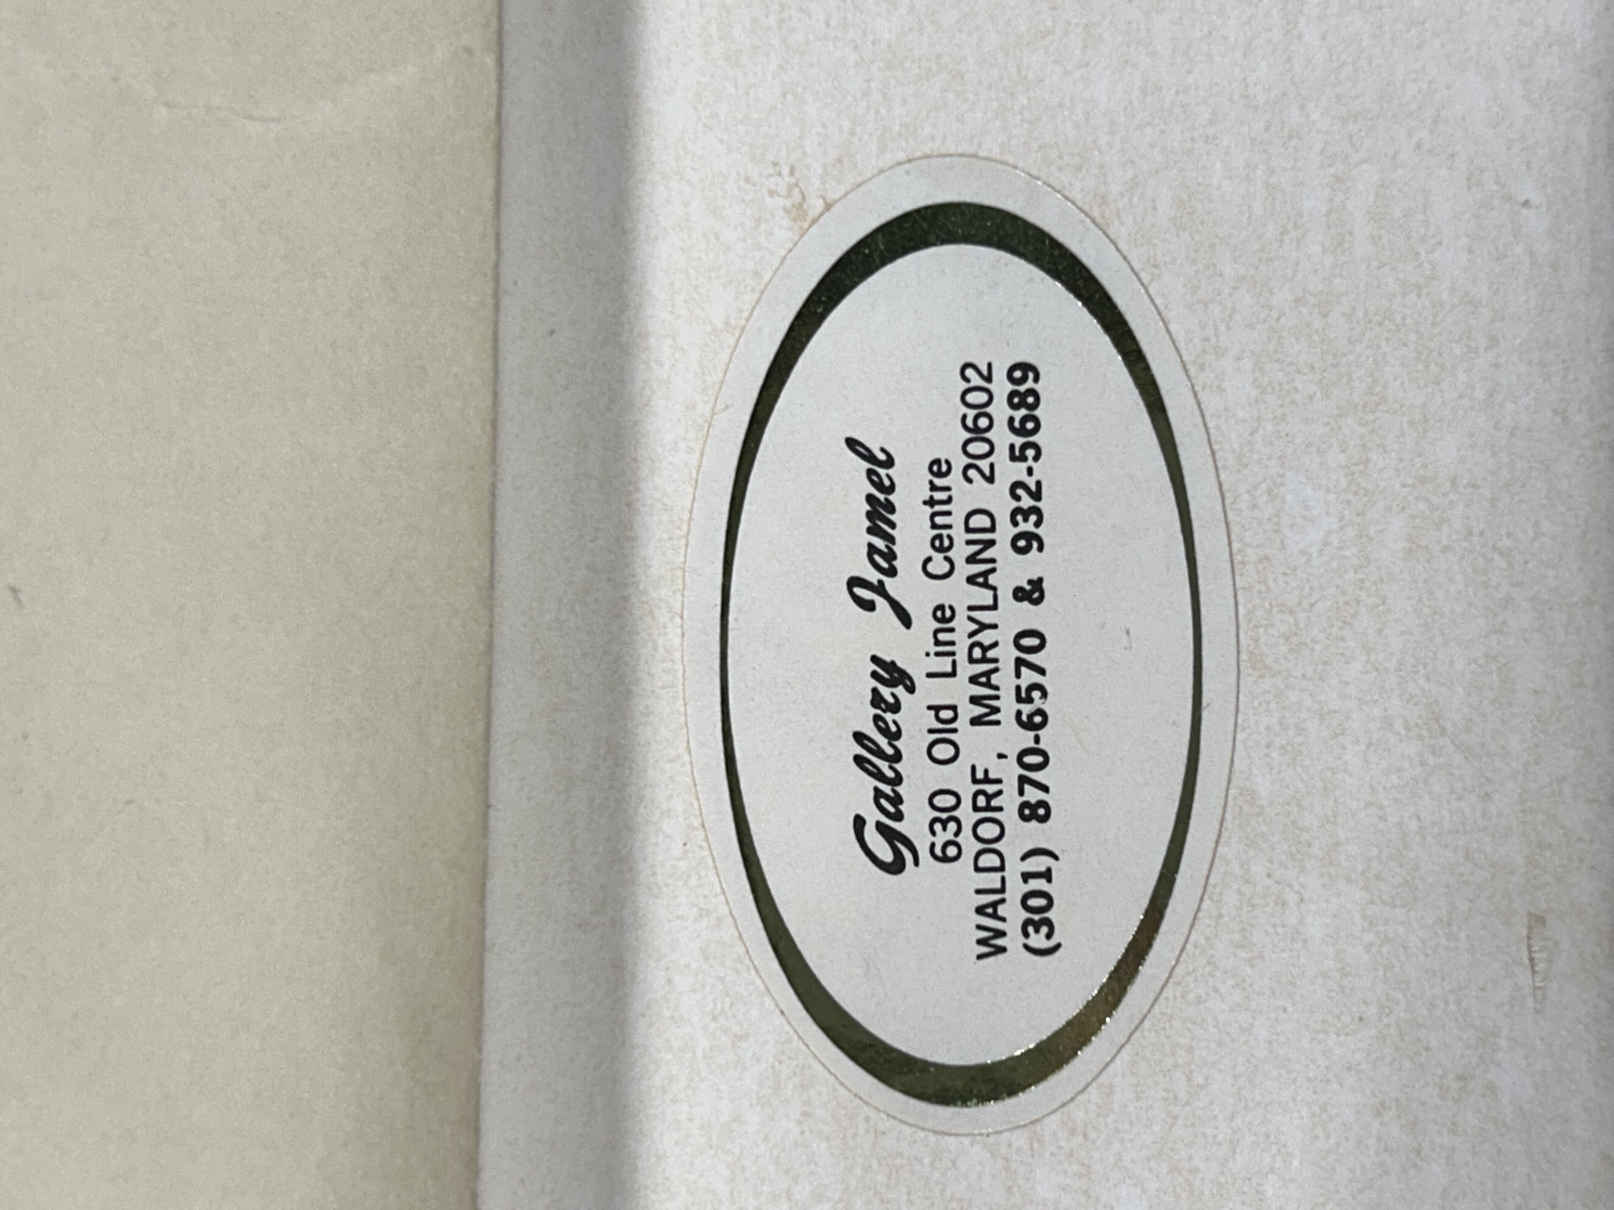 Gallery Jamel
630 Old Line Centre
WALDORF, MARYLAND 20602
(301) 870-6570 & 932-5689